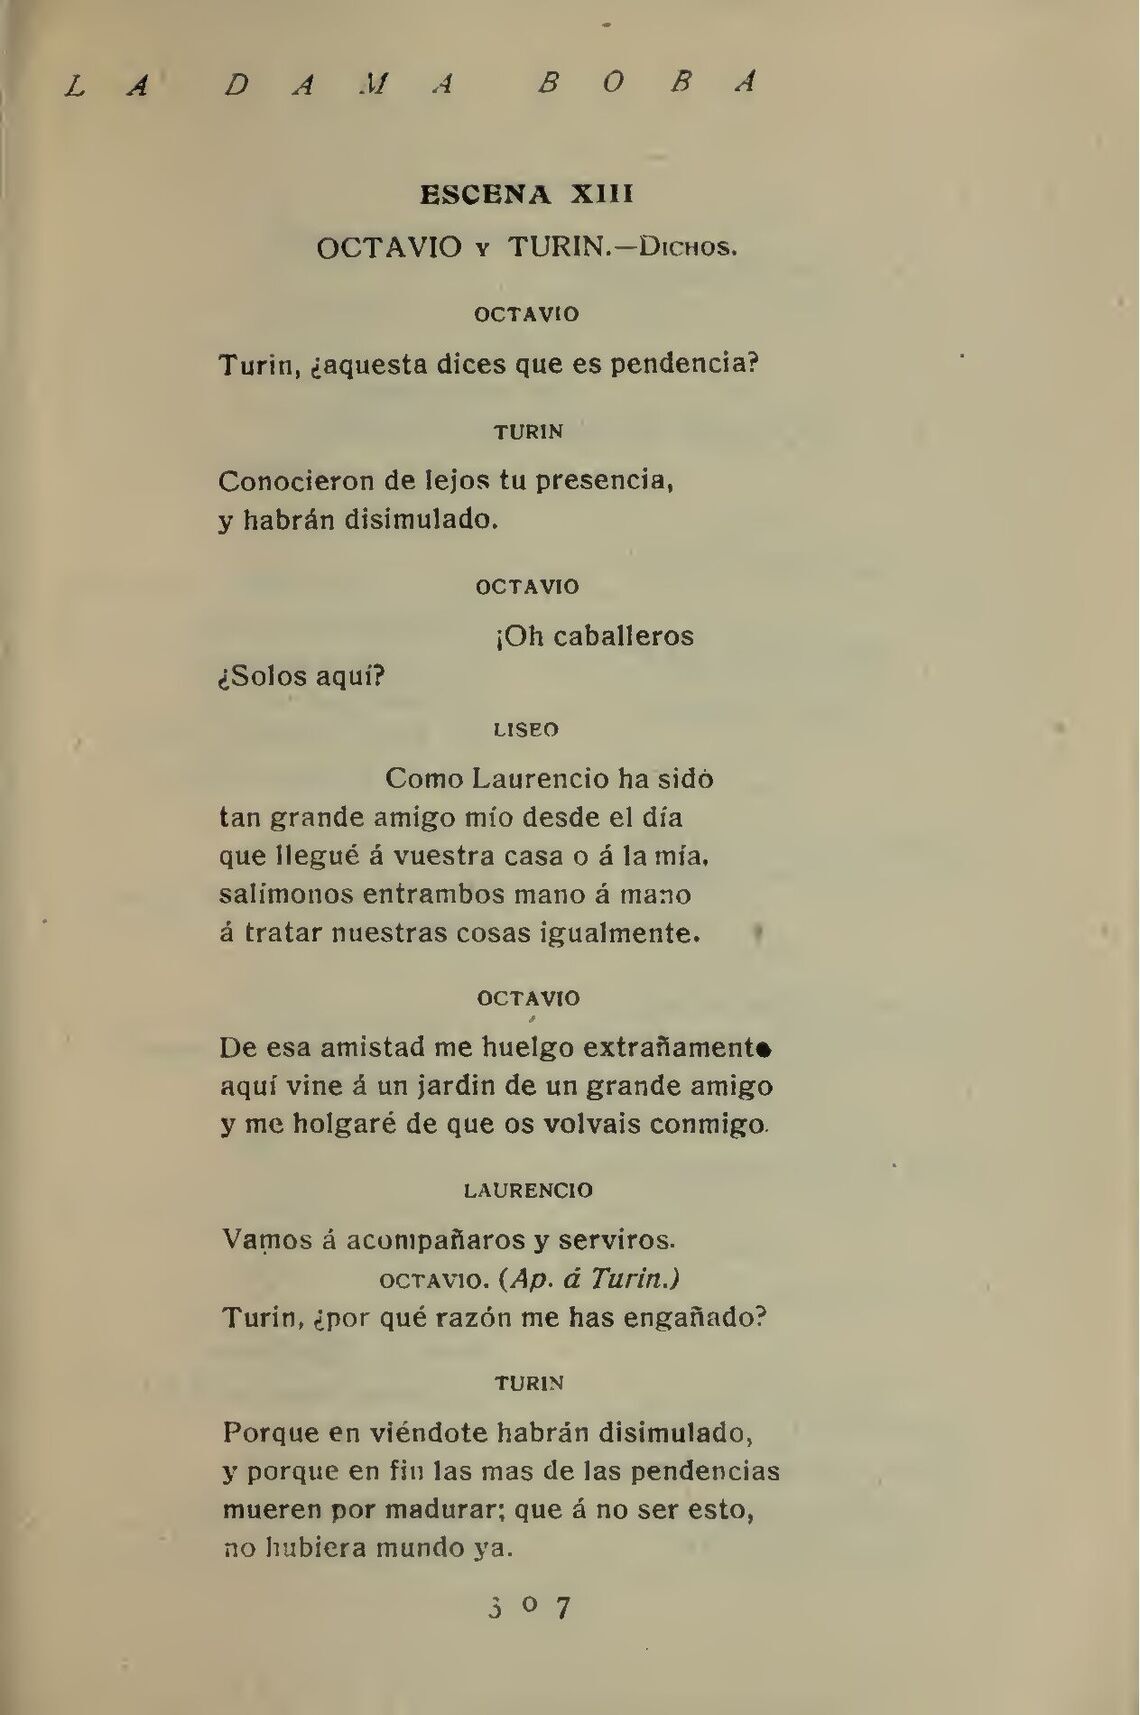 LA DAMA BOBA
ESCENA XIII
OCTAVIO Y TURIN.—DICHOS.
OCTAVIO
Turin, ¿aquesta dices que es pendencia?
TURIN
Conocieron de lejos tu presencia,
y habrán disimulado.
OCTAVIO
¡Oh caballeros
¿Solos aquí?
LISEO
Como Laurencio ha sido
tan grande amigo mío desde el día
que llegué á vuestra casa o á la mía,
salímonos entrambos mano á mano
á tratar nuestras cosas igualmente.
OCTAVIO
De esa amistad me huelgo extrañamente
aquí vine á un jardin de un grande amigo
y me holgaré de que os volvais conmigo.
LAURENCIO
Vamos á acompañaros y serviros.
OCTAVIO. (Ap. á Turin.)
Turin, ¿por qué razón me has engañado?
TURIN
Porque en viéndote habrán disimulado,
y porque en fin las mas de las pendencias
mueren por madurar; que á no ser esto,
no hubiera mundo ya.
307